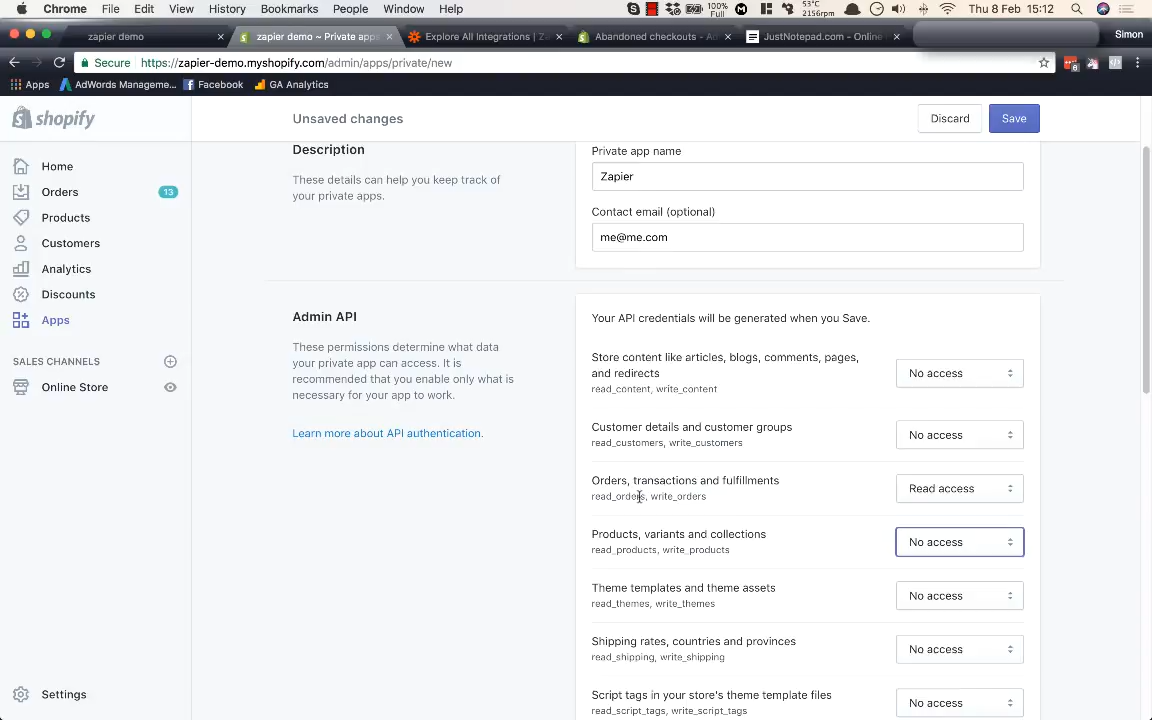 Chrome File Edit View History Bookmarks People Window Help 100% Full 53°C 2156rpm Thu 8 Feb 15:12
zapier demo × zapier demo ~ Private apps × Explore All Integrations | Z × Abandoned checkouts - Ad × JustNotepad.com - Online × Simon
Secure https://zapier-demo.myshopify.com/admin/apps/private/new
Apps AdWords Manageme... Facebook GA Analytics
shopify
Unsaved changes
Discard
Save
Home
Orders 13
Products
Customers
Analytics
Discounts
Apps
SALES CHANNELS
Online Store
Settings
Description
These details can help you keep track of
your private apps.
Private app name
Zapier
Contact email (optional)
me@me.com
Admin API
These permissions determine what data
your private app can access. It is
recommended that you enable only what is
necessary for your app to work.
Learn more about API authentication.
Your API credentials will be generated when you Save.
Store content like articles, blogs, comments, pages,
and redirects
read_content, write_content
No access
Customer details and customer groups
read_customers, write_customers
No access
Orders, transactions and fulfillments
read_orders, write_orders
Read access
Products, variants and collections
read_products, write_products
No access
Theme templates and theme assets
read_themes, write_themes
No access
Shipping rates, countries and provinces
read_shipping, write_shipping
No access
Script tags in your store's theme template files
read_script_tags, write_script_tags
No access